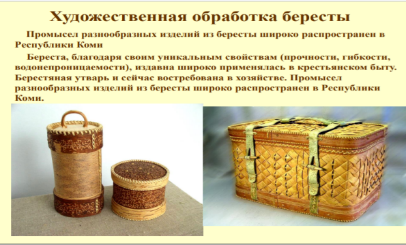 Художественная обработка бересты
Промысел разнообразных изделий из бересты широко распространен в
Республики Коми
Береста, благодаря своим уникальным свойствам (прочности, гибкости,
водонепроницаемости), издавна широко применялась в крестьянском быту.
Берестяная утварь и сейчас востребована в хозяйстве. Промысел
разнообразных изделий из бересты широко распространен в Республики
Коми.